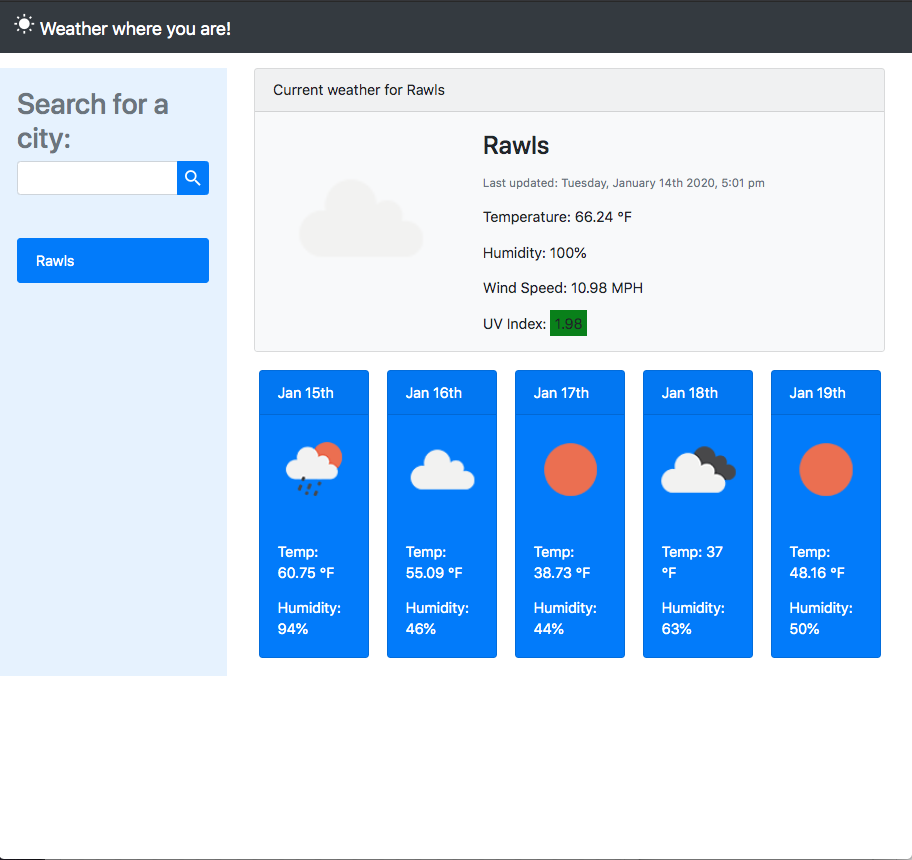 Weather where you are!
Search for a
city:
Rawls
Current weather for Rawls
Rawls
Last updated: Tuesday, January 14th 2020, 5:01 pm
Temperature: 66.24 °F
Humidity: 100%
Wind Speed: 10.98 MPH
UV Index: 1.98
Jan 15th
Temp:
60.75 °F
Humidity:
94%
Jan 16th
Temp:
55.09 °F
Humidity:
46%
Jan 17th
Temp:
38.73 °F
Humidity:
44%
Jan 18th
Temp: 37
°F
Humidity:
63%
Jan 19th
Temp:
48.16 °F
Humidity:
50%